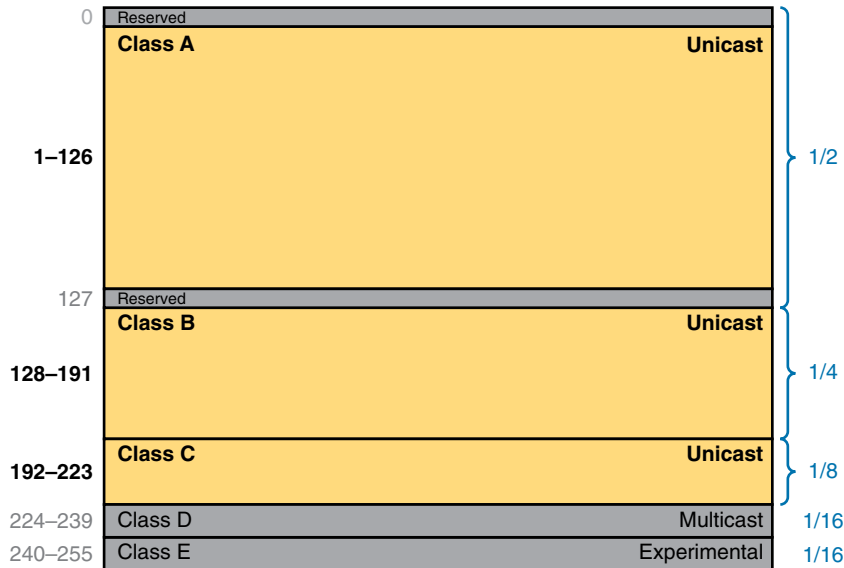 0 Reserved
Class A Unicast
1–126 1/2
127 Reserved
Class B Unicast
128–191 1/4
Class C Unicast
192–223 1/8
224–239 Class D Multicast 1/16
240–255 Class E Experimental 1/16